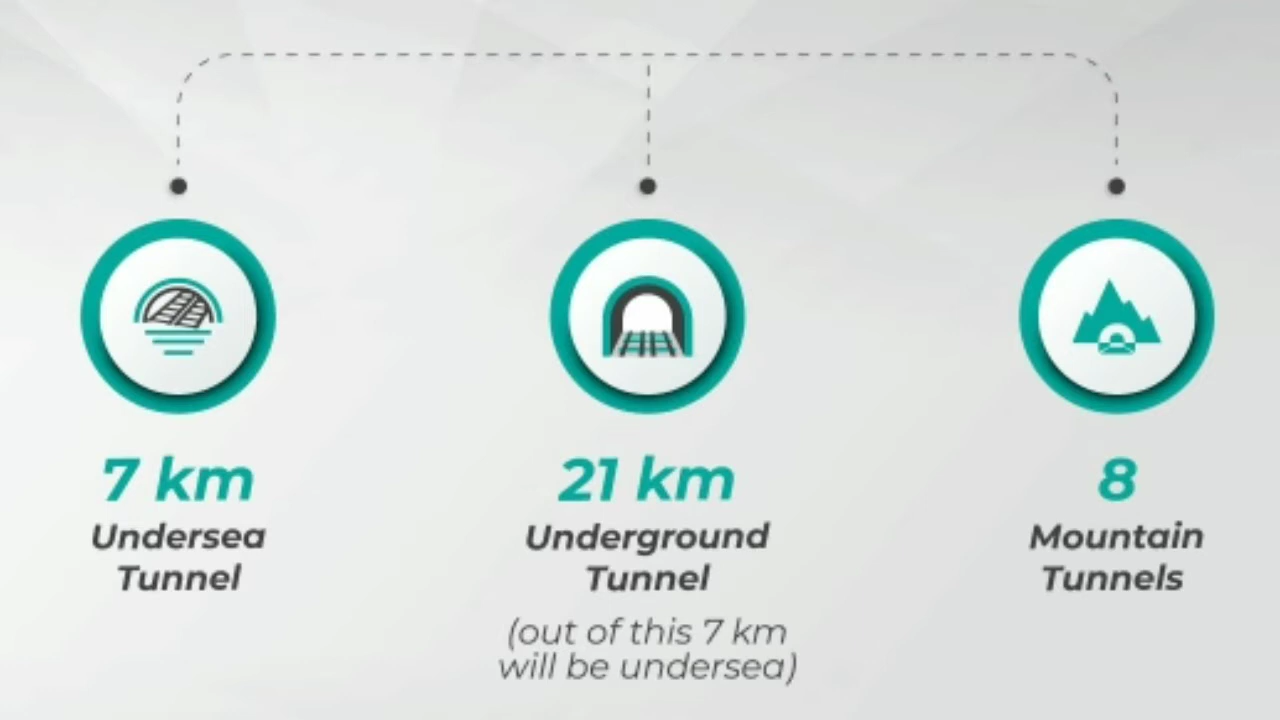 7 km
Undersea
Tunnel
21 km
Underground
Tunnel
(out of this 7 km
will be undersea)
8
Mountain
Tunnels